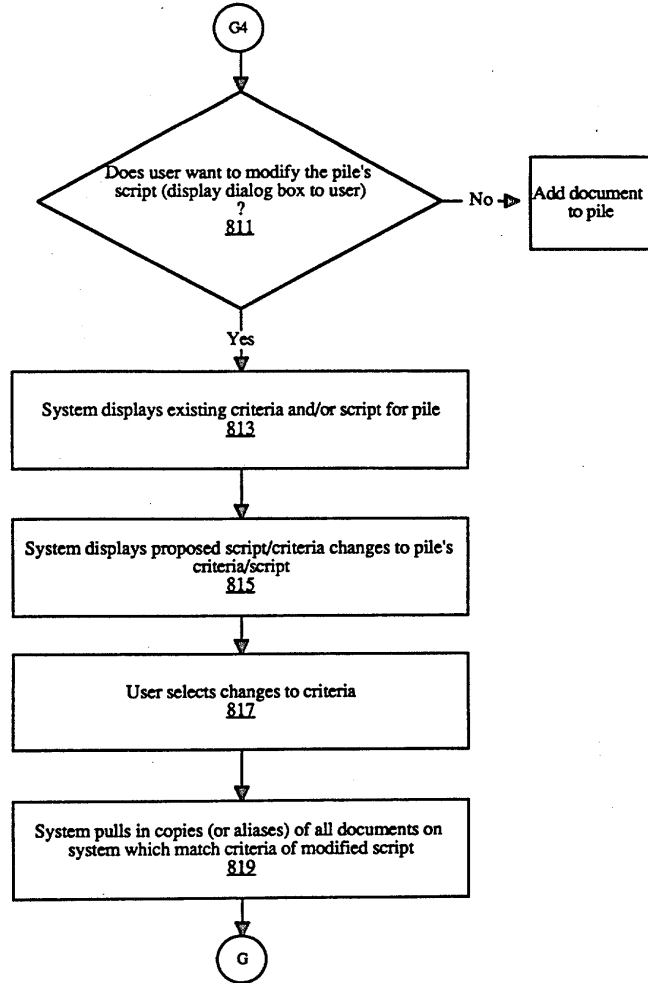 G4
Does user want to modify the pile's
script (display dialog box to user)
?
811
No
Add document
to pile
Yes
System displays existing criteria and/or script for pile
813
System displays proposed script/criteria changes to pile's
criteria/script
815
User selects changes to criteria
817
System pulls in copies (or aliases) of all documents on
system which match criteria of modified script
819
G